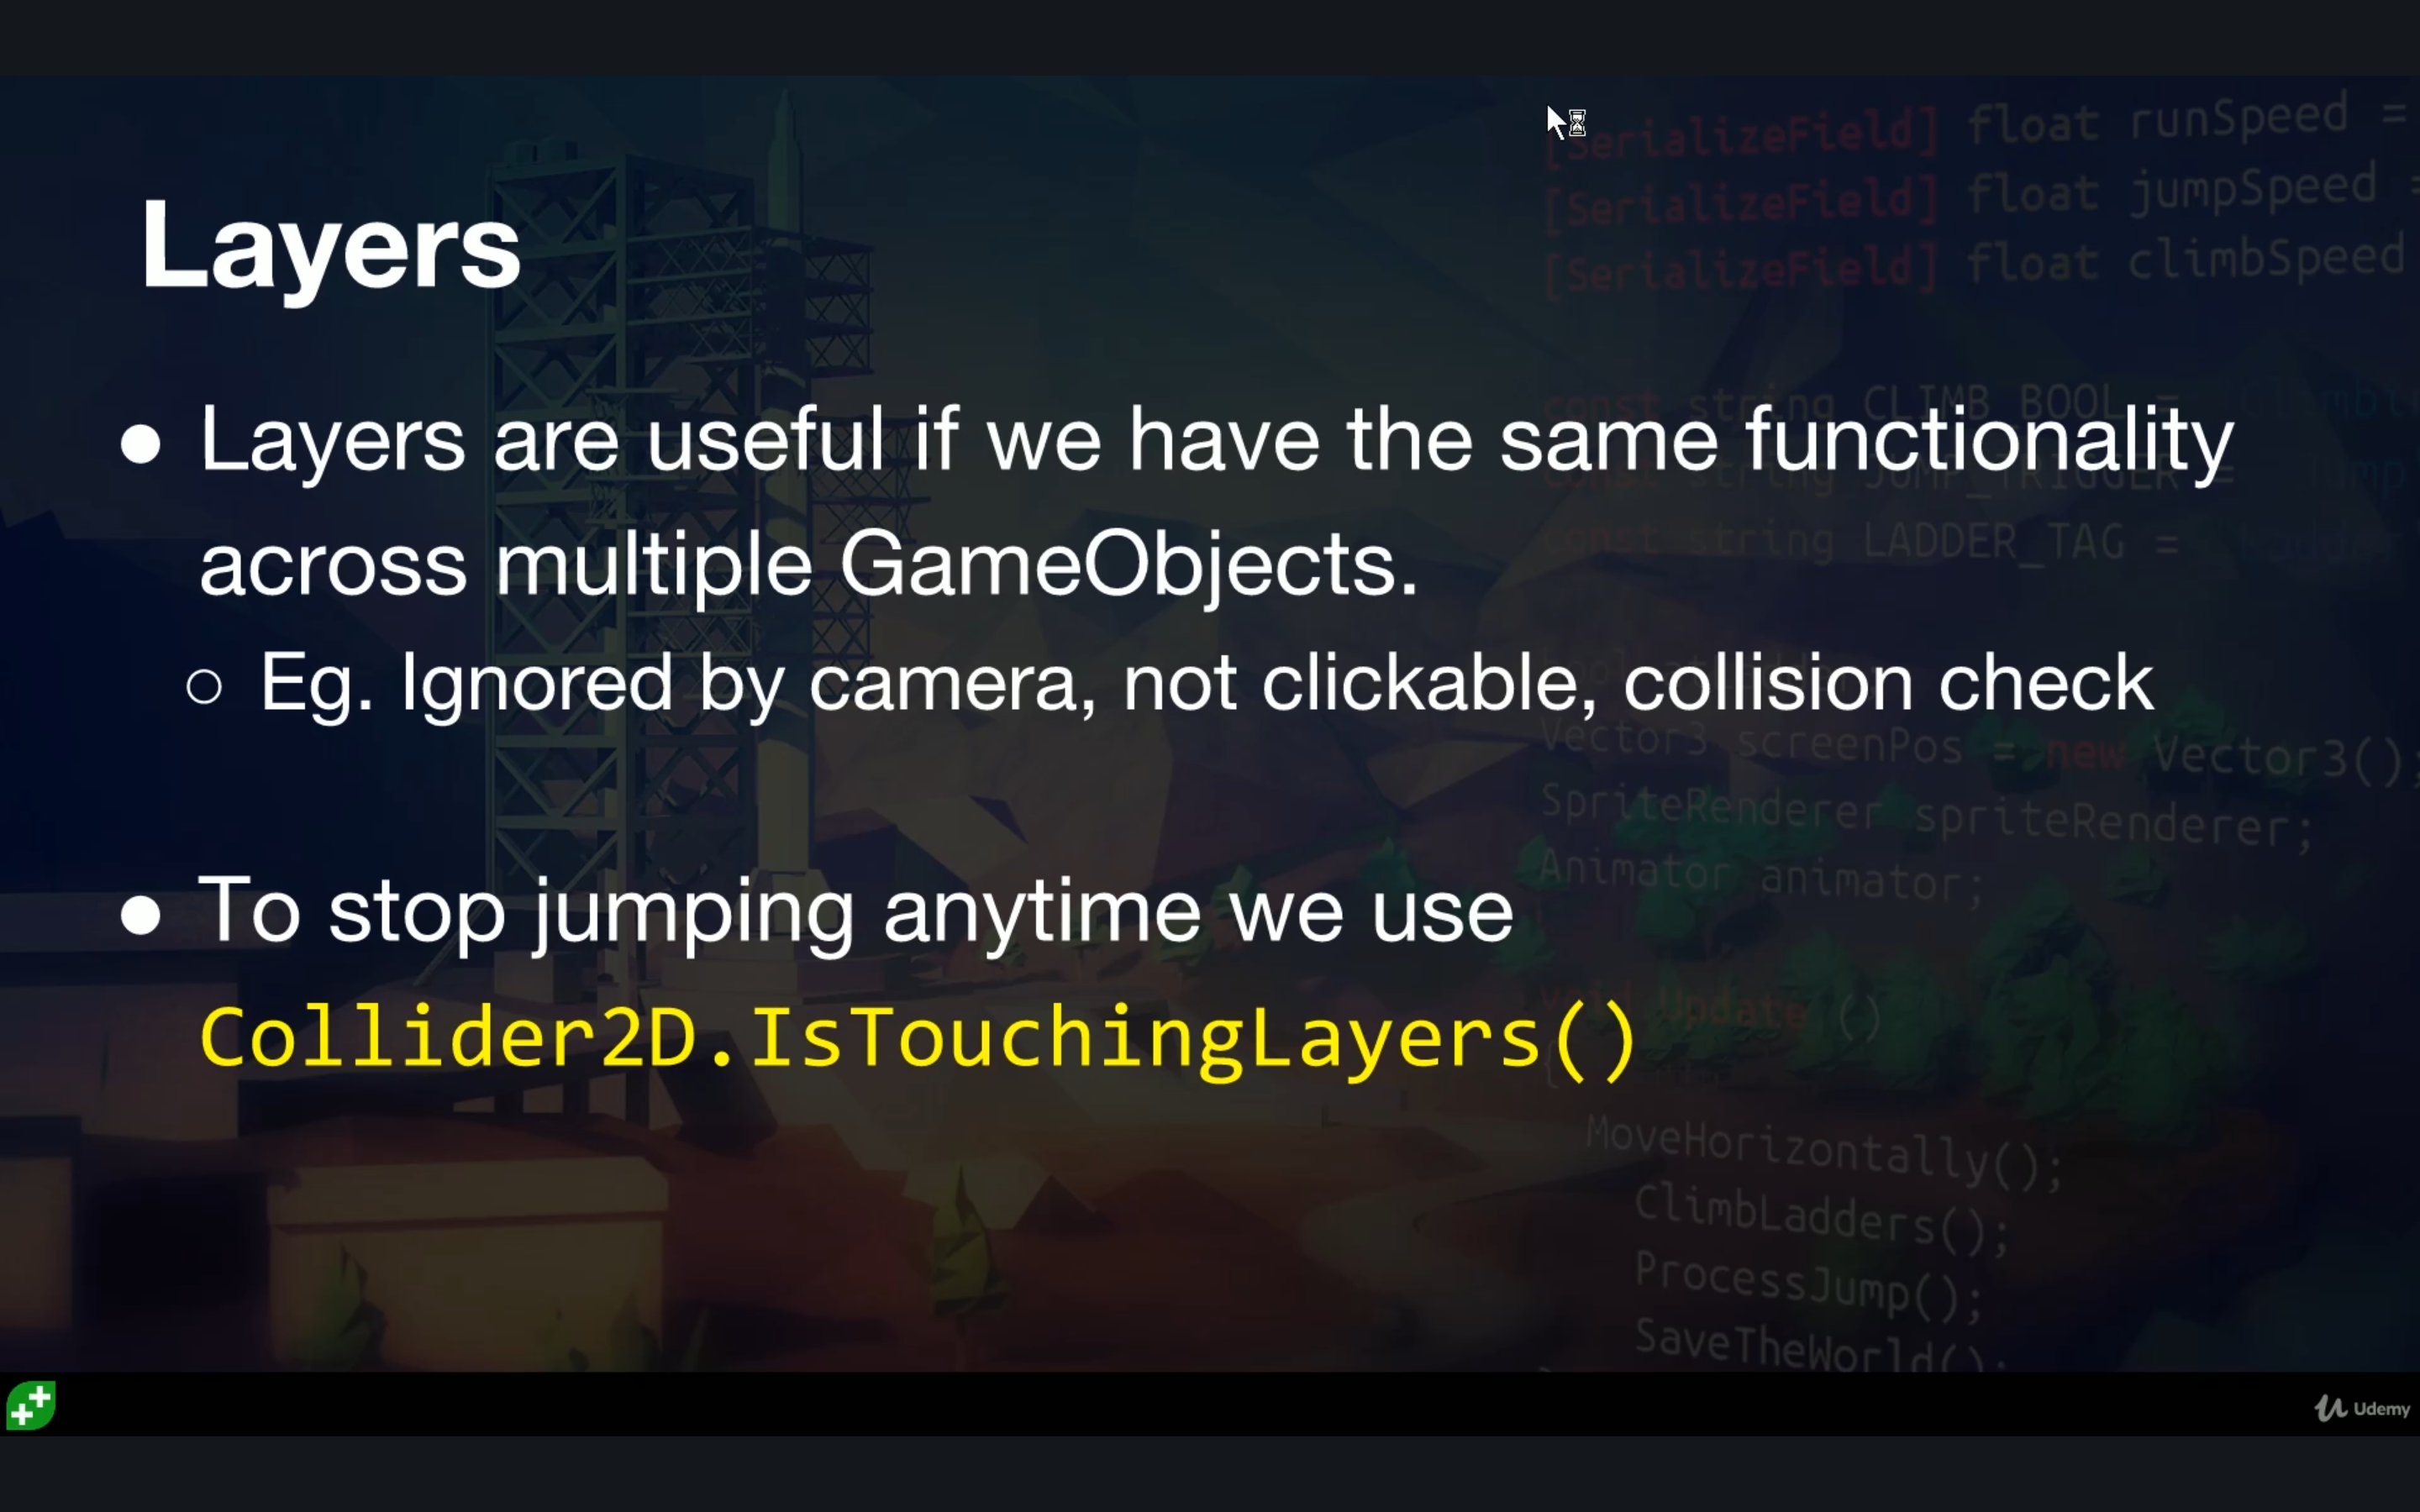 Layers
● Layers are useful if we have the same functionality
across multiple GameObjects.
○ Eg. Ignored by camera, not clickable, collision check
● To stop jumping anytime we use
Collider2D.IsTouchingLayers()
[SerializeField] float runSpeed =
[SerializeField] float jumpSpeed =
[SerializeField] float climbSpeed
const string CLIMB_BOOL =
const string JUMP_TRIGGER =
const string LADDER_TAG =
Vector3 screenPos = new Vector3();
SpriteRenderer spriteRenderer;
Animator animator;
void Update ()
{
MoveHorizontally();
ClimbLadders();
ProcessJump();
SaveTheWorld();
Udemy